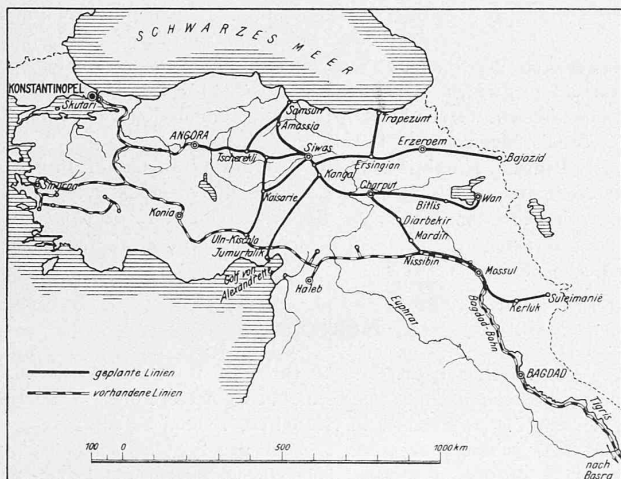 SCHWARZES MEER
KONSTANTINOPEL
Skutari
Samsun
Amassia
Trapezunt
ANGORA
Tscherekli
Siwas
Erzeroem
Ersingian
Bajazid
Kangal
Smyrna
Kaisarie
Charput
Bitlis
Wan
Konia
Diarbekir
Mardin
Ulu-Kischla
Jumurtalik
Nissibin
Golf von
Alexandrette
Haleb
Mossul
Euphrat
Kerkuk
Suleimanié
Bagdad-Bahn
geplante Linien
BAGDAD
vorhandene Linien
Tigris
100 0 500 1000 km
nach
Basra